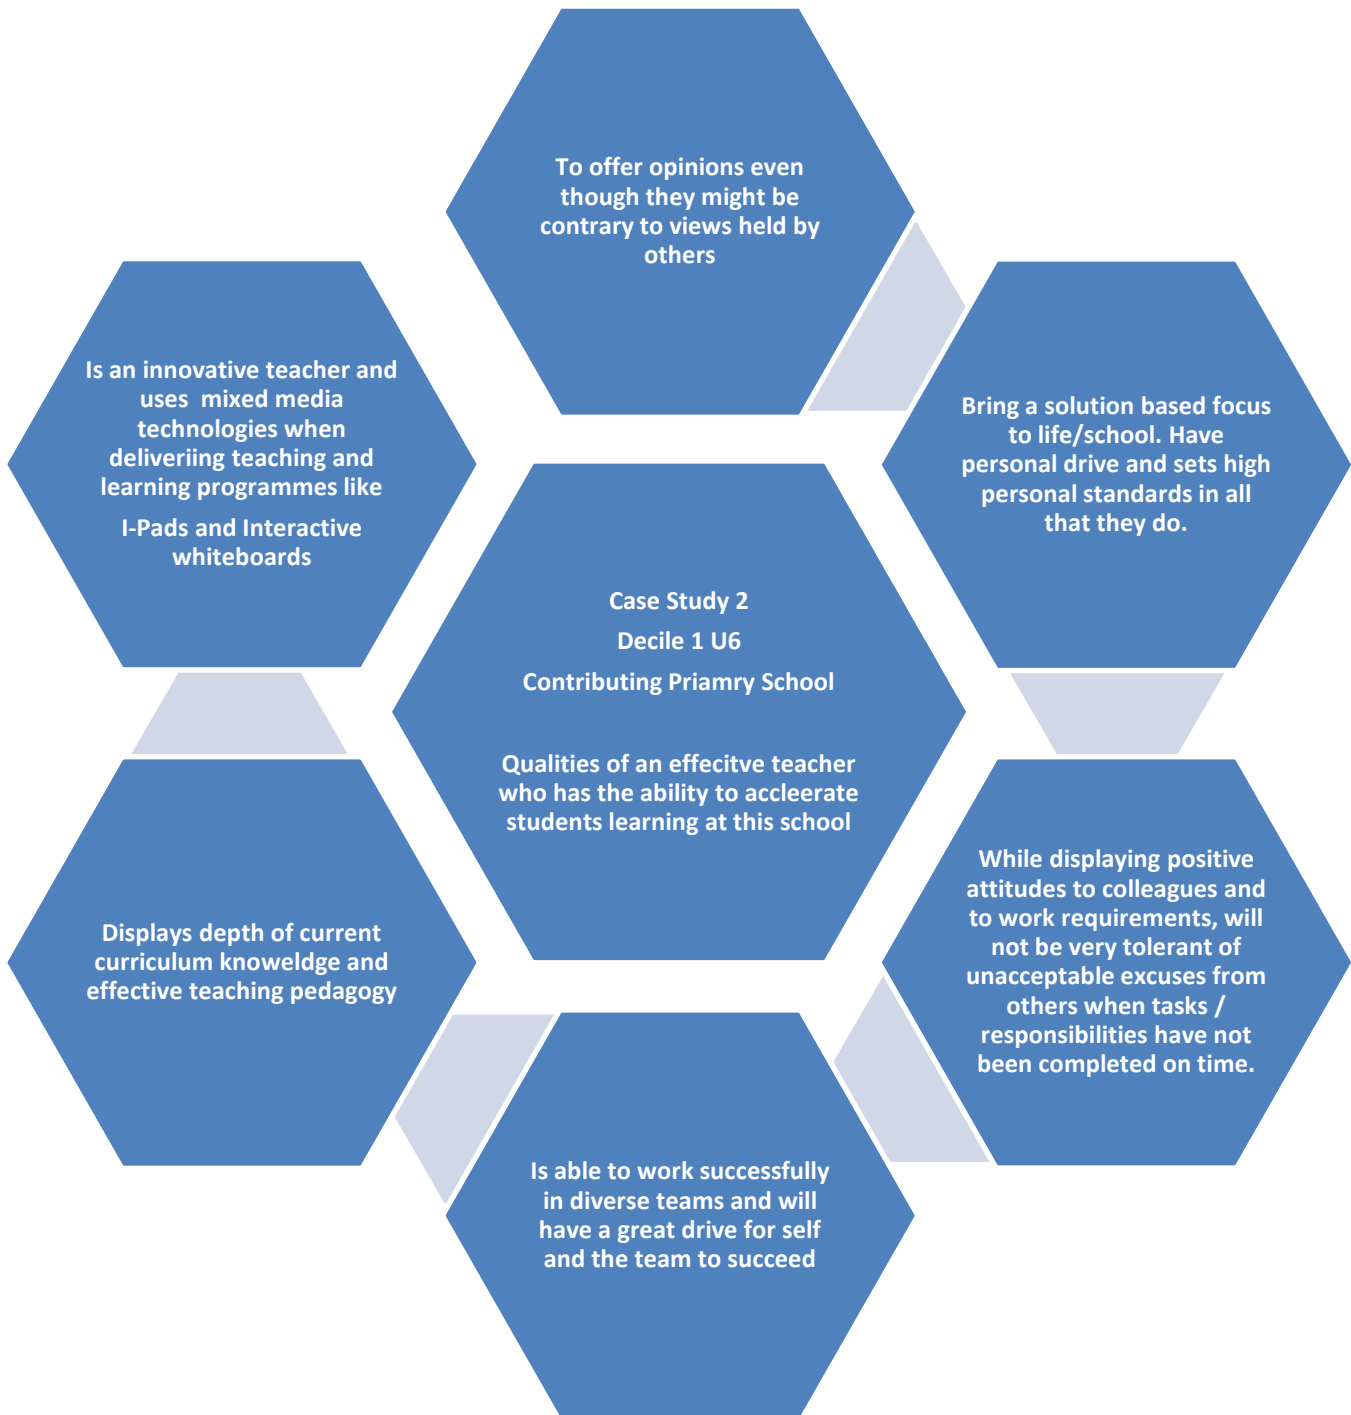 To offer opinions even
though they might be
contrary to views held by
others
Is an innovative teacher and
uses mixed media
technologies when
deliveriing teaching and
learning programmes like
I-Pads and Interactive
whiteboards
Bring a solution based focus
to life/school. Have
personal drive and sets high
personal standards in all
that they do.
Case Study 2
Decile 1 U6
Contributing Priamry School
Qualities of an effecitve teacher
who has the ability to accleerate
students learning at this school
While displaying positive
attitudes to colleagues and
to work requirements, will
not be very tolerant of
unacceptable excuses from
others when tasks /
responsibilities have not
been completed on time.
Displays depth of current
curriculum knoweldge and
effective teaching pedagogy
Is able to work successfully
in diverse teams and will
have a great drive for self
and the team to succeed